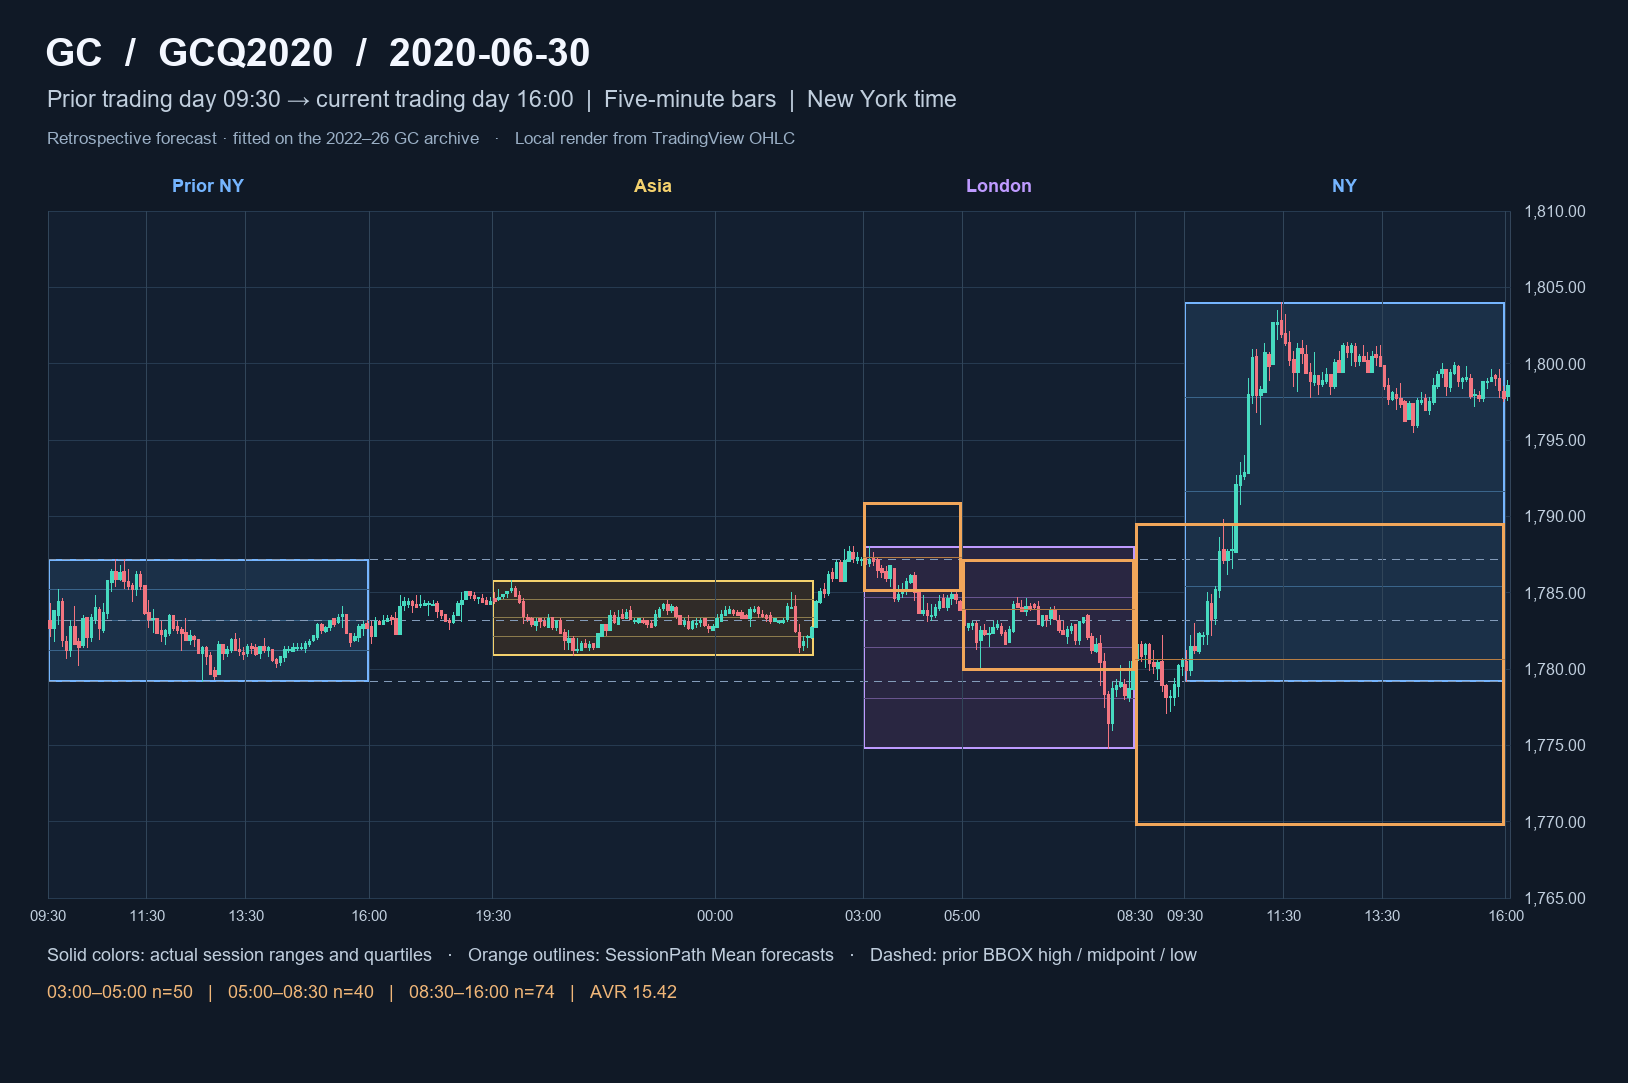 GC / GCQ2020 / 2020-06-30
Prior trading day 09:30 → current trading day 16:00 | Five-minute bars | New York time
Retrospective forecast · fitted on the 2022–26 GC archive · Local render from TradingView OHLC
Prior NY Asia London NY
1,810.00
1,805.00
1,800.00
1,795.00
1,790.00
1,785.00
1,780.00
1,775.00
1,770.00
1,765.00
09:30 11:30 13:30 16:00 19:30 00:00 03:00 05:00 08:30 09:30 11:30 13:30 16:00
Solid colors: actual session ranges and quartiles · Orange outlines: SessionPath Mean forecasts · Dashed: prior BBOX high / midpoint / low
03:00–05:00 n=50 | 05:00–08:30 n=40 | 08:30–16:00 n=74 | AVR 15.42